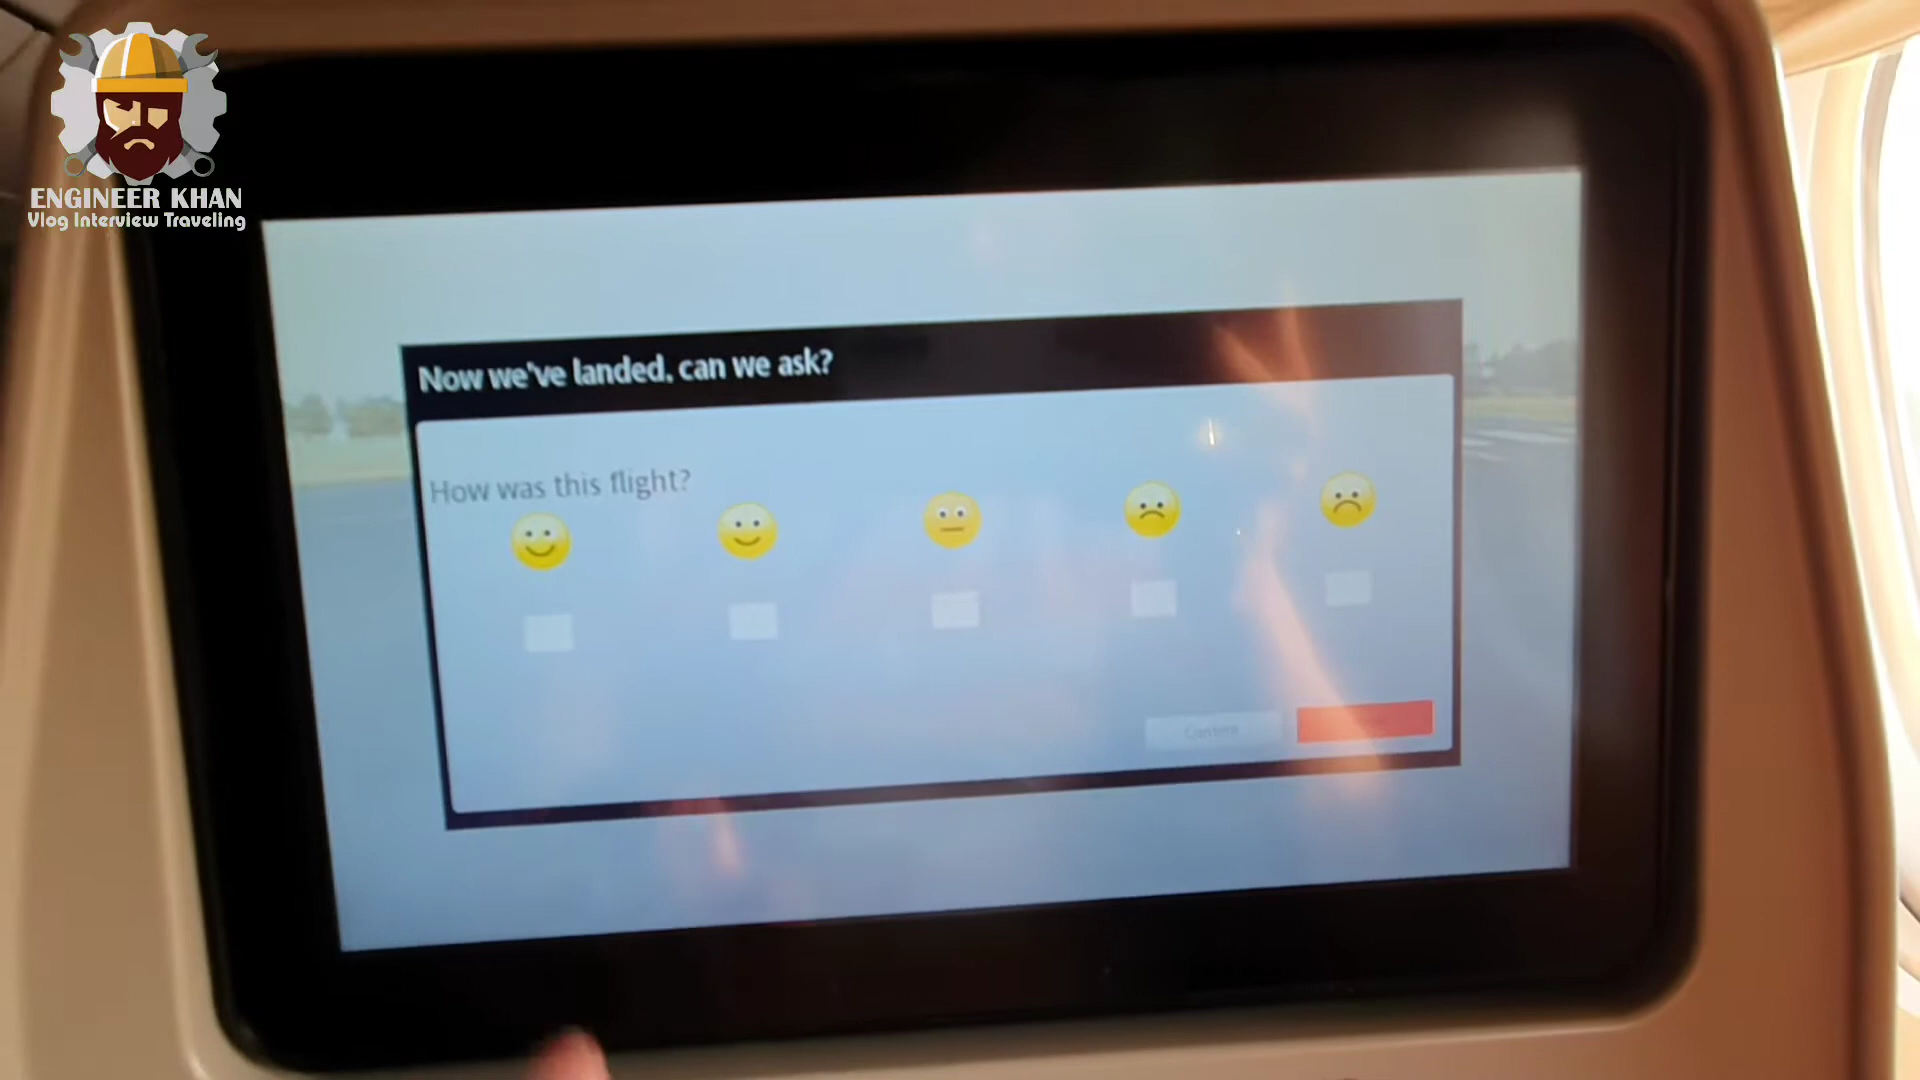 ENGINEER KHAN
Vlog Interview Traveling
Now we've landed, can we ask?
How was this flight?